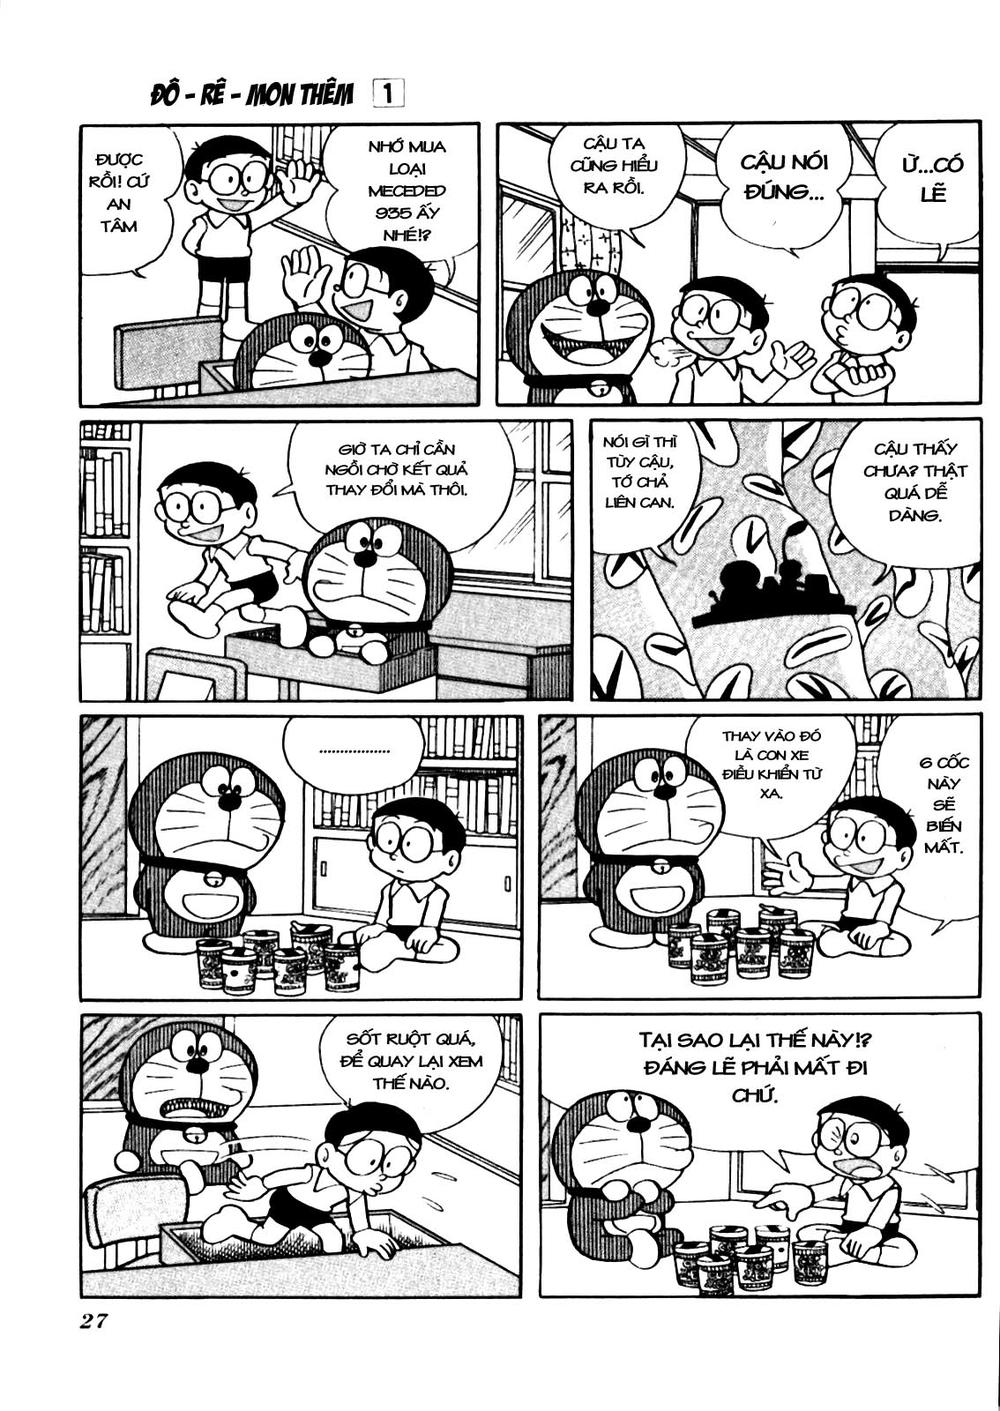 ĐÔ - RÊ - MON THÊM 1
Ừ...CÓ
LẼ
CẬU NÓI
ĐÚNG...
CẬU TA
CŨNG HIỂU
RA RỒI.
NHỚ MUA
LOẠI
MECEDED
935 ẤY
NHÉ!?
ĐƯỢC
RỒI! CỨ
AN
TÂM
CẬU THẤY
CHƯA? THẬT
QUÁ DỄ
DÀNG.
NÓI GÌ THÌ
TÙY CẬU,
TỚ CHẢ
LIÊN CAN.
GIỜ TA CHỈ CẦN
NGỒI CHỜ KẾT QUẢ
THAY ĐỔI MÀ THÔI.
6 CỐC
NÀY
SẼ
BIẾN
MẤT.
THAY VÀO ĐÓ
LÀ CON XE
ĐIỀU KHIỂN TỪ
XA.
....................
TẠI SAO LẠI THẾ NÀY!?
ĐÁNG LẼ PHẢI MẤT ĐI
CHỨ.
SỐT RUỘT QUÁ,
ĐỂ QUAY LẠI XEM
THẾ NÀO.
27